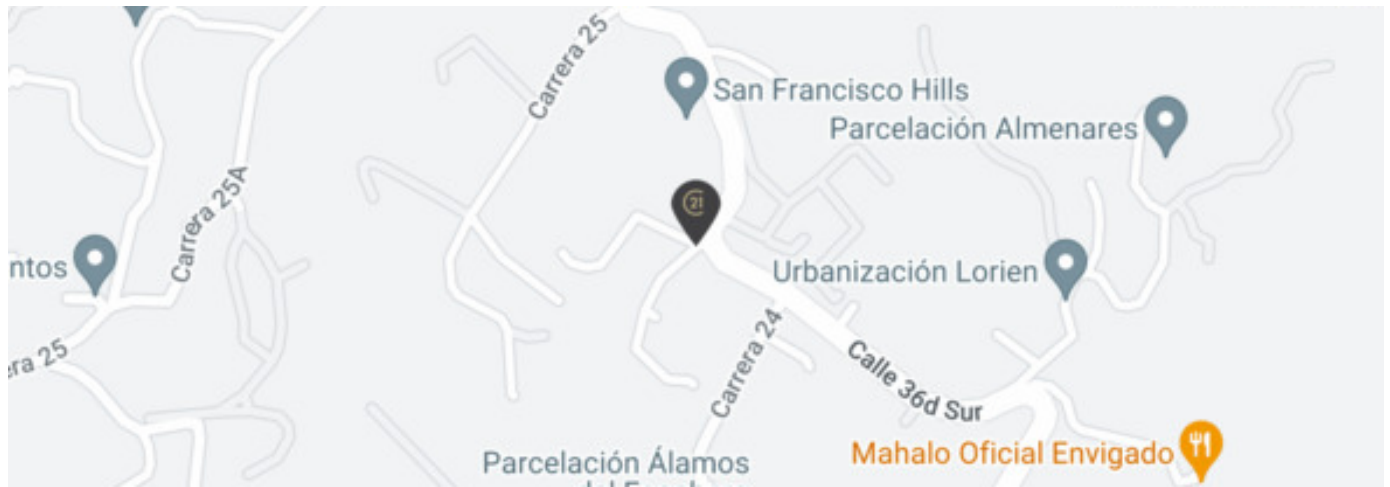 Carrera 25
San Francisco Hills
Parcelación Almenares
Carrera 25A
21
ntos
Urbanización Lorien
era 25
Carrera 24
Calle 36d Sur
Mahalo Oficial Envigado
Parcelación Álamos